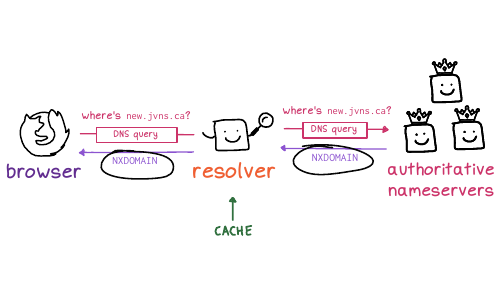 where's new.jvns.ca?
DNS query
NXDOMAIN
where's new.jvns.ca?
DNS query
NXDOMAIN
browser
resolver
authoritative
nameservers
CACHE